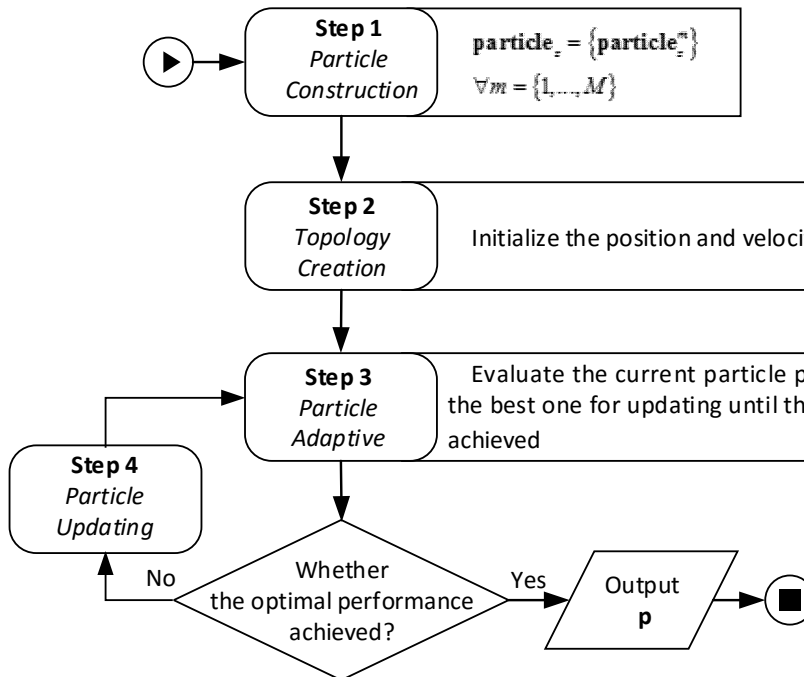 Step 1
Particle
Construction
particle_z = {particle_z^m}
∀m = {1,...,M}
Step 2
Topology
Creation
Initialize the position and veloci
Step 3
Particle
Adaptive
Evaluate the current particle p
the best one for updating until th
achieved
Step 4
Particle
Updating
No
Whether
the optimal performance
achieved?
Yes
Output
p